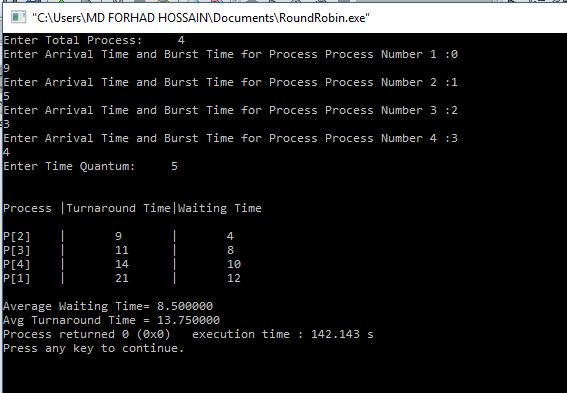 "C:\Users\MD FORHAD HOSSAIN\Documents\RoundRobin.exe"
Enter Total Process:     4
Enter Arrival Time and Burst Time for Process Process Number 1 :0
9
Enter Arrival Time and Burst Time for Process Process Number 2 :1
5
Enter Arrival Time and Burst Time for Process Process Number 3 :2
3
Enter Arrival Time and Burst Time for Process Process Number 4 :3
4
Enter Time Quantum:     5
Process |Turnaround Time|Waiting Time
P[2]    |       9       |       4
P[3]    |       11      |       8
P[4]    |       14      |       10
P[1]    |       21      |       12
Average Waiting Time= 8.500000
Avg Turnaround Time = 13.750000
Process returned 0 (0x0)   execution time : 142.143 s
Press any key to continue.